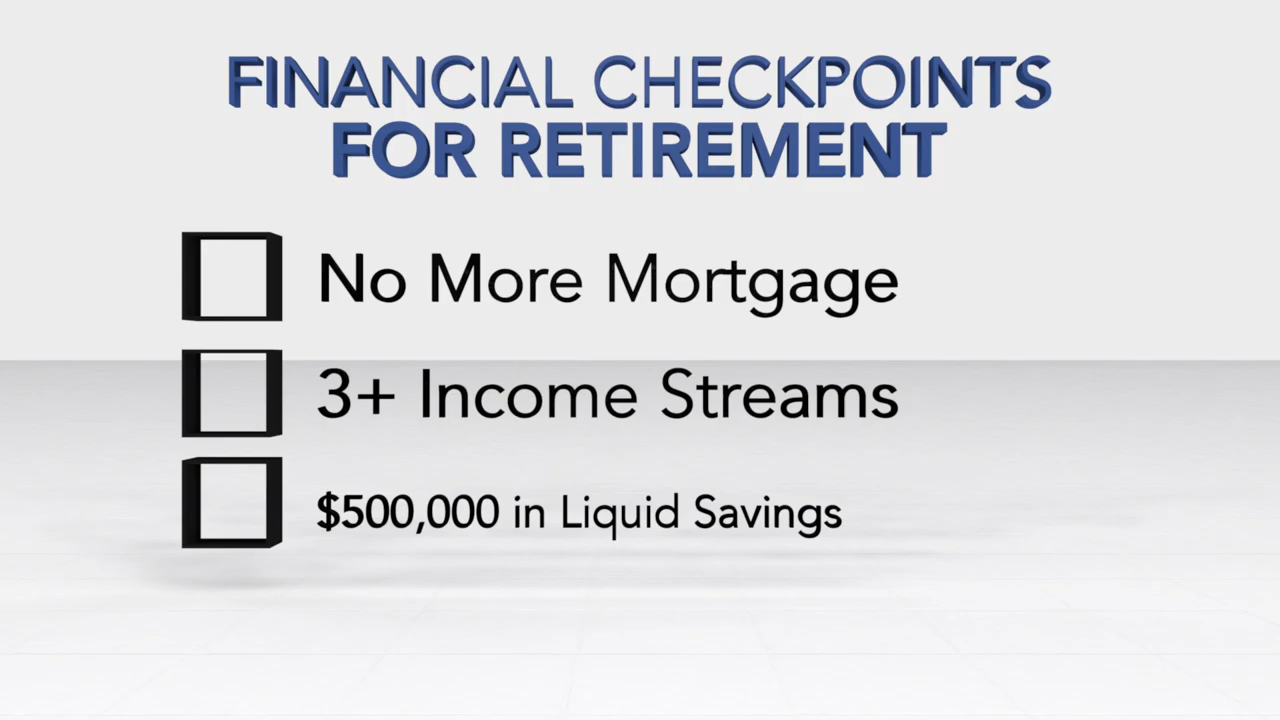 FINANCIAL CHECKPOINTS
FOR RETIREMENT
No More Mortgage
3+ Income Streams
$500,000 in Liquid Savings